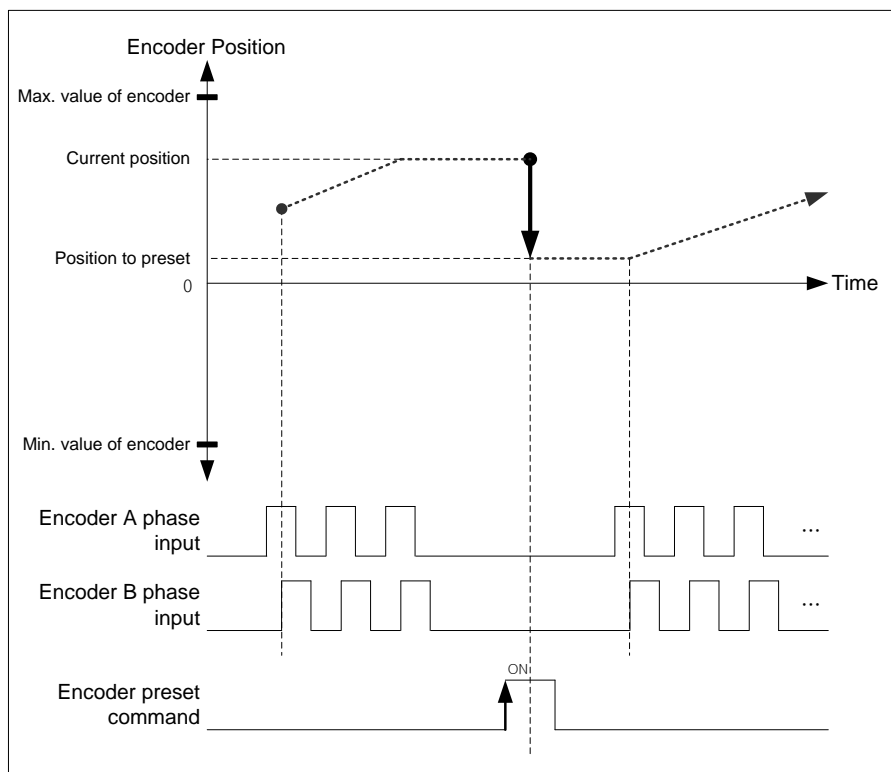 Encoder Position
Max. value of encoder
Current position
Position to preset
0
Time
Min. value of encoder
Encoder A phase
input
...
Encoder B phase
input
...
ON
Encoder preset
command